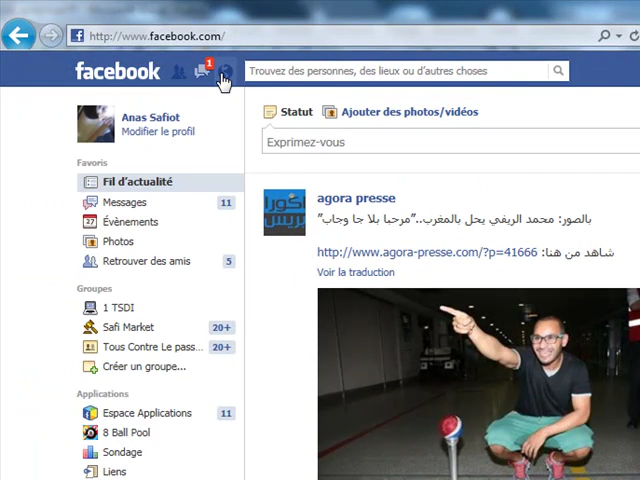 http://www.facebook.com/
facebook
1
Trouvez des personnes, des lieux ou d'autres choses
Anas Safiot
Modifier le profil
Favoris
Fil d'actualité
Messages 11
Évènements
27
Photos
Retrouver des amis 5
Groupes
1 TSDI
Safi Market 20+
Tous Contre Le pass... 20+
Créer un groupe...
Applications
Espace Applications 11
8 Ball Pool
Sondage
Liens
Statut Ajouter des photos/vidéos
Exprimez-vous
أكورا بريس
agora presse
بالصور: محمد الريفي يحل بالمغرب.."مرحبا بلا جا وجاب"
شاهد من هنا: http://www.agora-presse.com/?p=41666
Voir la traduction